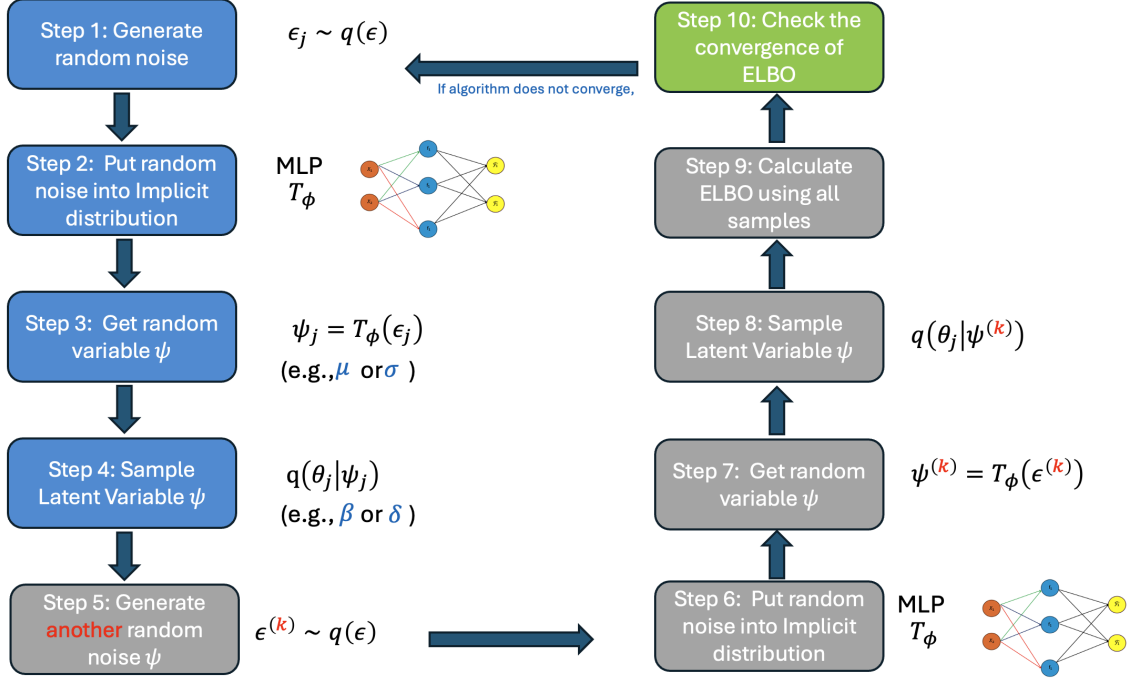 Step 1: Generate
random noise
ϵⱼ ~ q(ϵ)
Step 2: Put random
noise into Implicit
distribution
MLP
T_ϕ
Step 3: Get random
variable ψ
ψⱼ = T_ϕ(ϵⱼ)
(e.g., μ or σ )
Step 4: Sample
Latent Variable ψ
q(θⱼ|ψⱼ)
(e.g., β or δ )
Step 5: Generate
another random
noise ψ
ϵ^(k) ~ q(ϵ)
Step 6: Put random
noise into Implicit
distribution
MLP
T_ϕ
Step 7: Get random
variable ψ
ψ^(k) = T_ϕ(ϵ^(k))
Step 8: Sample
Latent Variable ψ
q(θⱼ|ψ^(k))
Step 9: Calculate
ELBO using all
samples
Step 10: Check the
convergence of
ELBO
If algorithm does not converge,